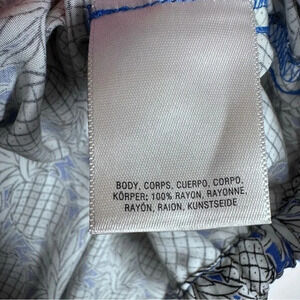 BODY, CORPS, CUERPO, CORPO,
KÖRPER; 100% RAYON, RAYONNE,
RAYÓN, RAION, KUNSTSEIDE